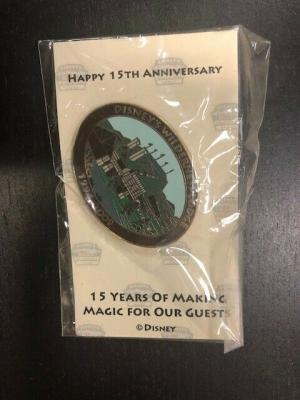 HAPPY 15TH ANNIVERSARY
DISNEY'S WILDERNESS
15 YEARS OF MAKING
MAGIC FOR OUR GUESTS
©DISNEY